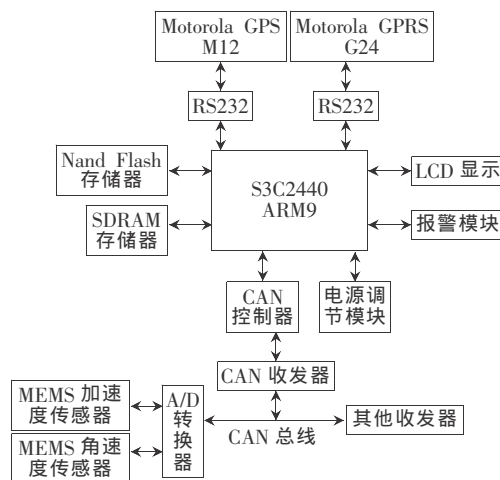 Motorola GPS
M12
Motorola GPRS
G24
RS232
RS232
Nand Flash
存储器
S3C2440
ARM9
LCD 显示
SDRAM
存储器
报警模块
CAN
控制器
电源调
节模块
CAN 收发器
MEMS 加速
度传感器
A/D
转换
器
CAN 总线
其他收发器
MEMS 角速
度传感器